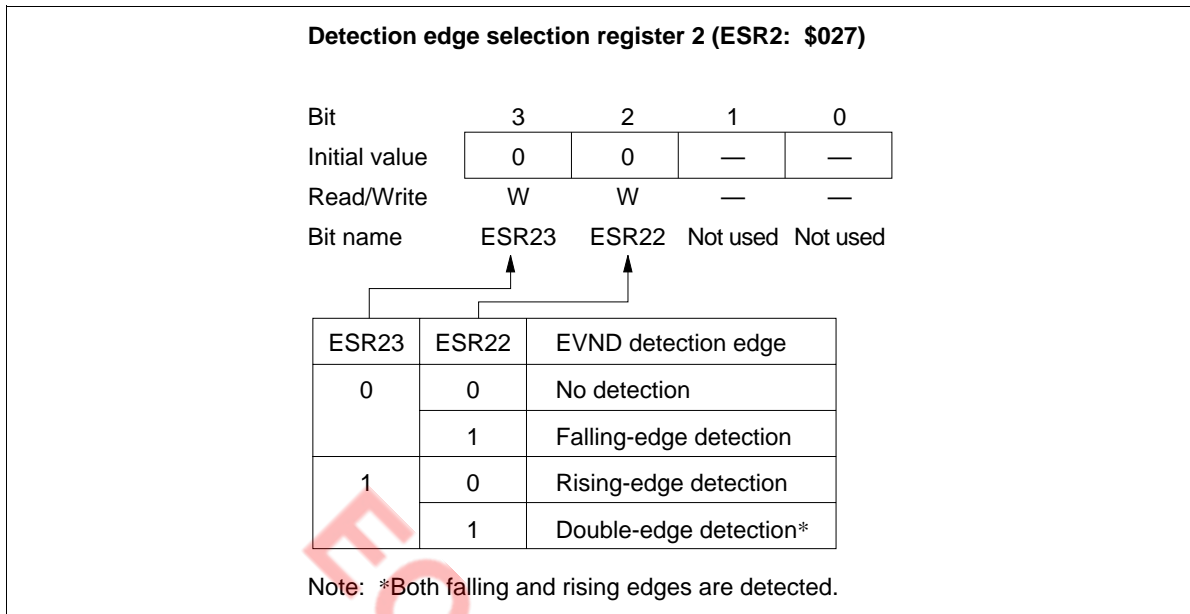 Detection edge selection register 2 (ESR2: $027)
Bit 3 2 1 0
Initial value 0 0 — —
Read/Write W W — —
Bit name ESR23 ESR22 Not used Not used
ESR23 ESR22 EVND detection edge
0 0 No detection
1 Falling-edge detection
1 0 Rising-edge detection
1 Double-edge detection*
Note: *Both falling and rising edges are detected.
EO